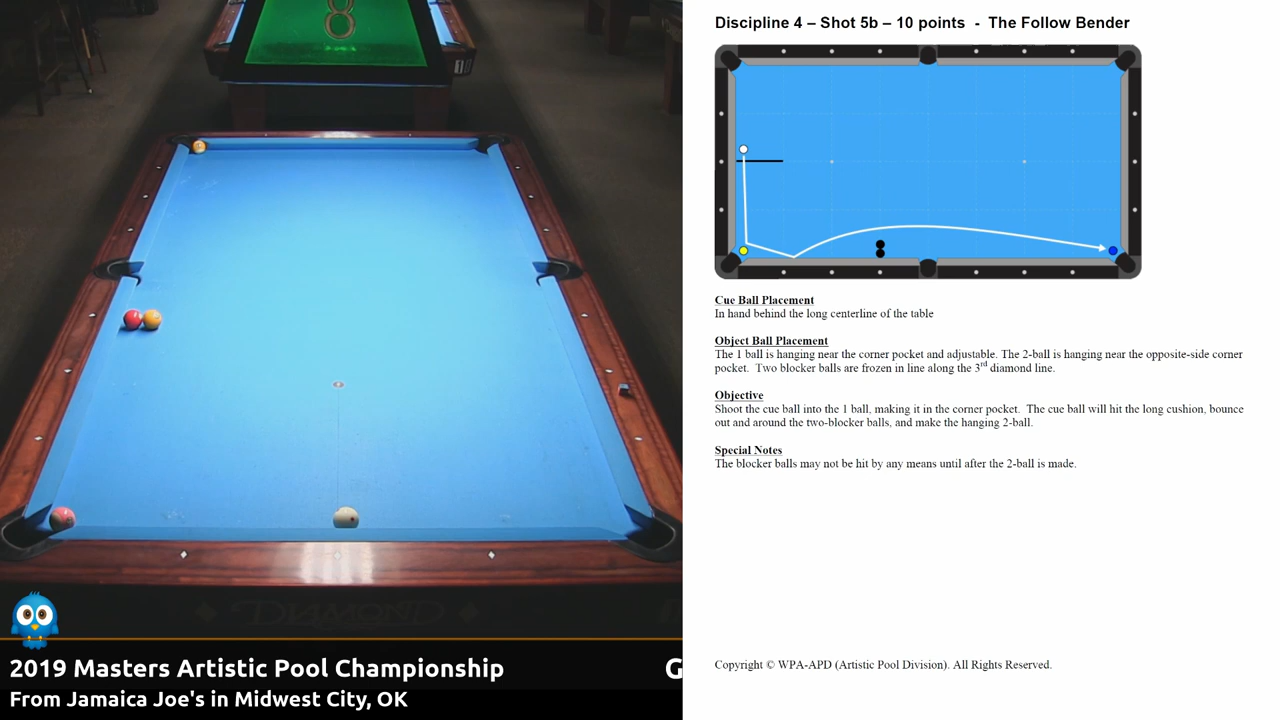 8
1
DIAMOND
2019 Masters Artistic Pool Championship
G
From Jamaica Joe's in Midwest City, OK
Discipline 4 – Shot 5b – 10 points - The Follow Bender
Cue Ball Placement
In hand behind the long centerline of the table
Object Ball Placement
The 1 ball is hanging near the corner pocket and adjustable. The 2-ball is hanging near the opposite-side corner
pocket. Two blocker balls are frozen in line along the 3rd diamond line.
Objective
Shoot the cue ball into the 1 ball, making it in the corner pocket. The cue ball will hit the long cushion, bounce
out and around the two-blocker balls, and make the hanging 2-ball.
Special Notes
The blocker balls may not be hit by any means until after the 2-ball is made.
Copyright © WPA-APD (Artistic Pool Division). All Rights Reserved.